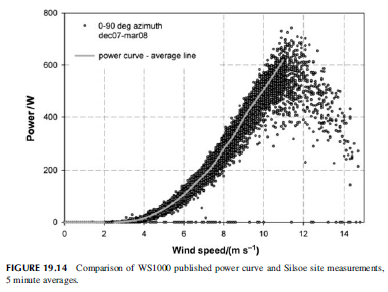 800
600
400
200
0
Power/W
0-90 deg azimuth
dec07-mar08
power curve - average line
0 2 4 6 8 10 12 14
Wind speed/(m s⁻¹)
FIGURE 19.14 Comparison of WS1000 published power curve and Silsoe site measurements,
5 minute averages.